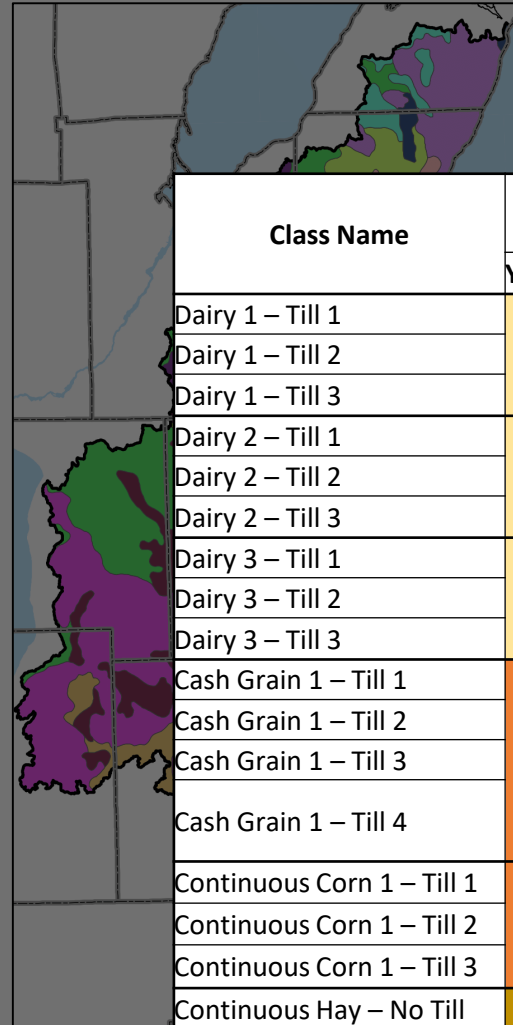 Class Name
Y
Dairy 1 – Till 1
Dairy 1 – Till 2
Dairy 1 – Till 3
Dairy 2 – Till 1
Dairy 2 – Till 2
Dairy 2 – Till 3
Dairy 3 – Till 1
Dairy 3 – Till 2
Dairy 3 – Till 3
Cash Grain 1 – Till 1
Cash Grain 1 – Till 2
Cash Grain 1 – Till 3
Cash Grain 1 – Till 4
Continuous Corn 1 – Till 1
Continuous Corn 1 – Till 2
Continuous Corn 1 – Till 3
Continuous Hay – No Till